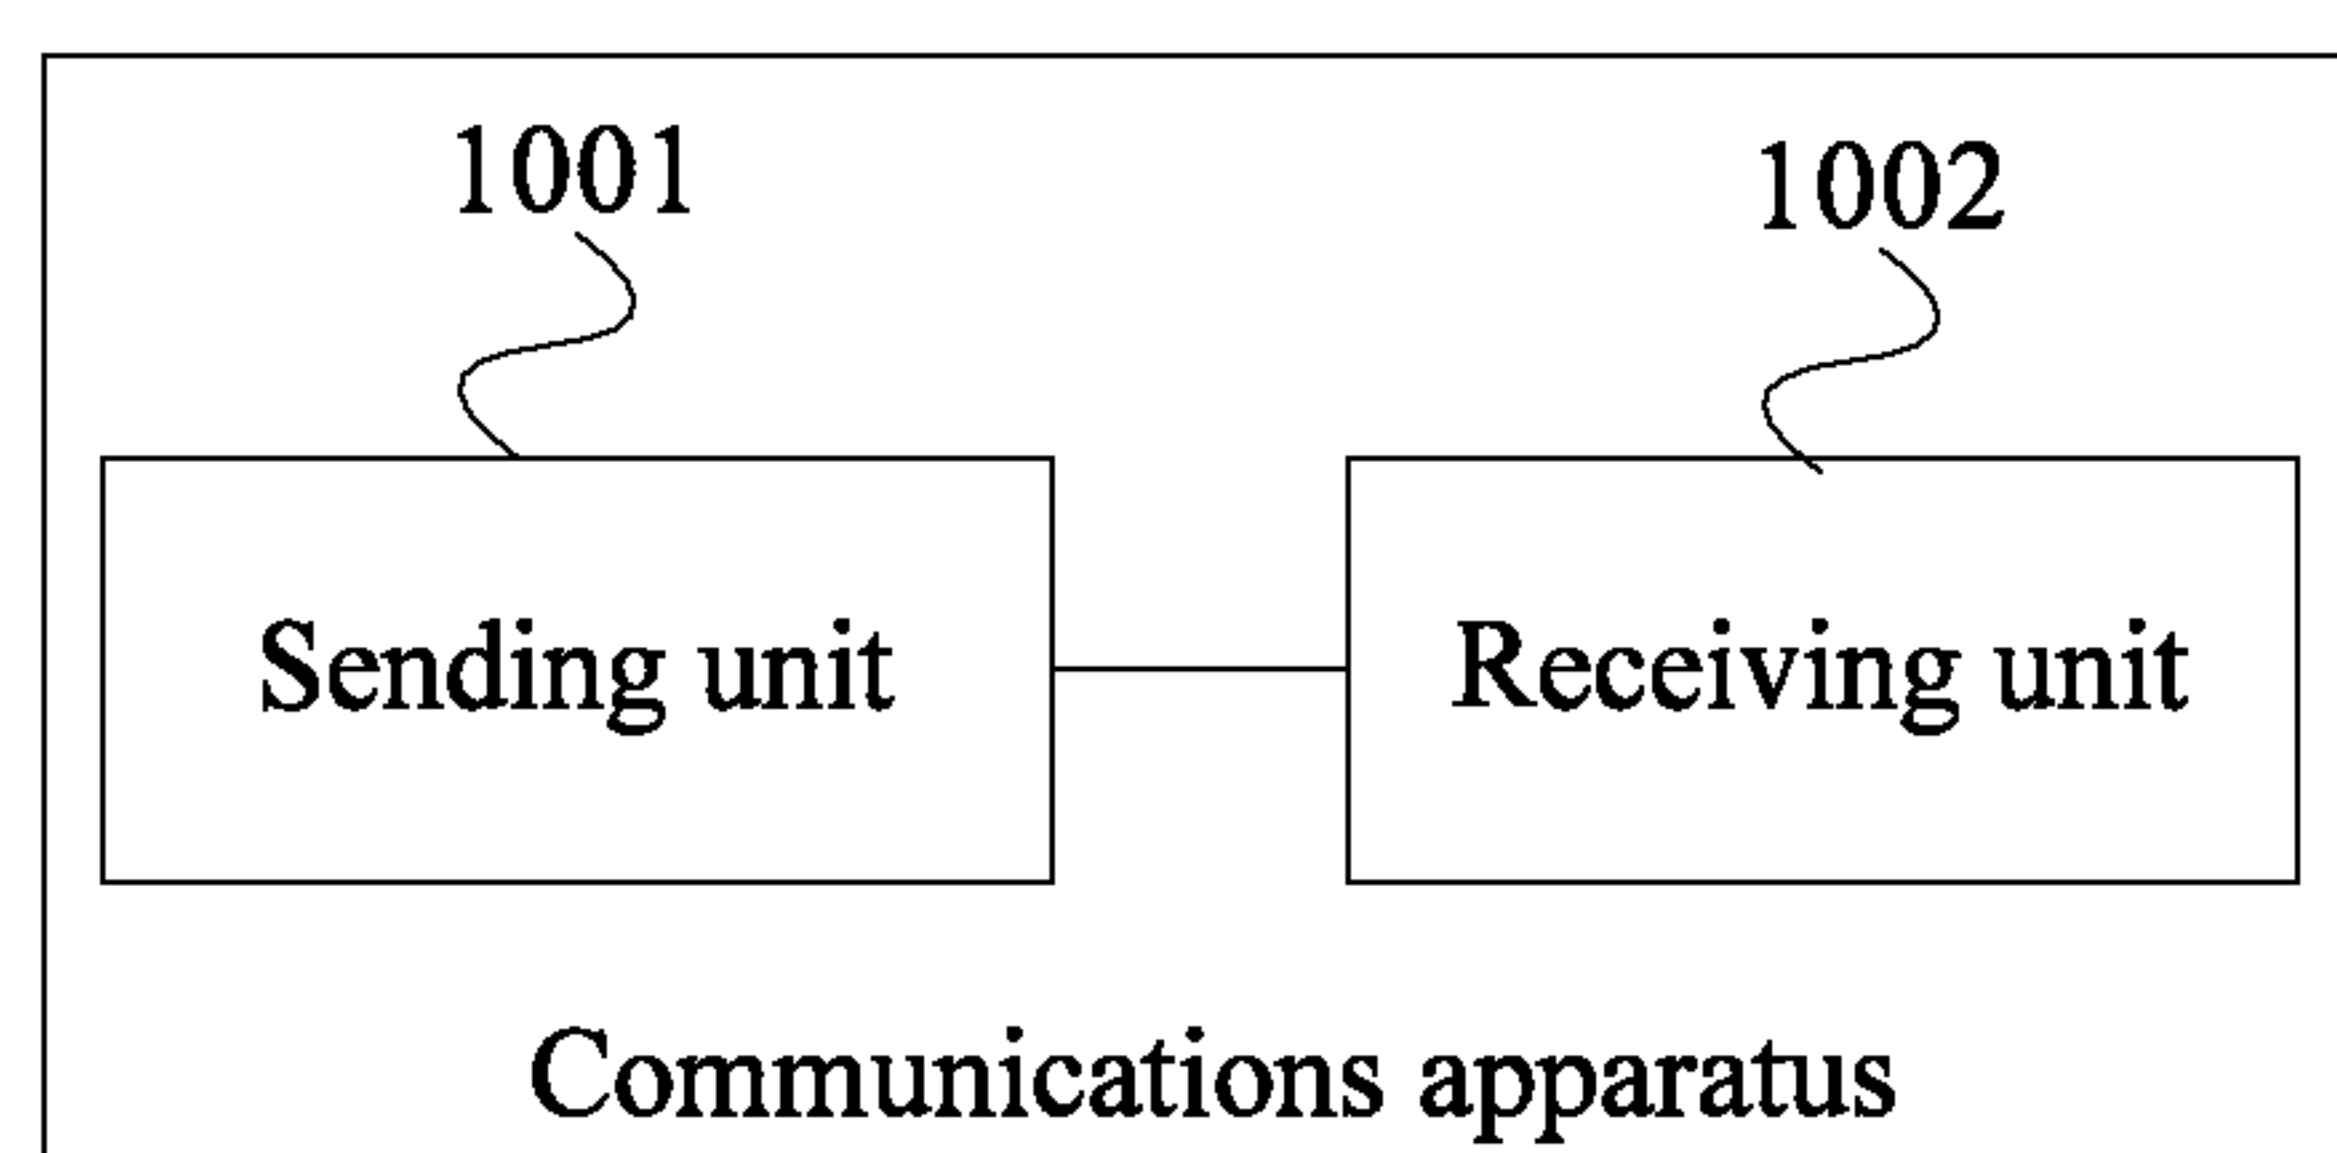 1001
1002
Sending unit
Receiving unit
Communications apparatus